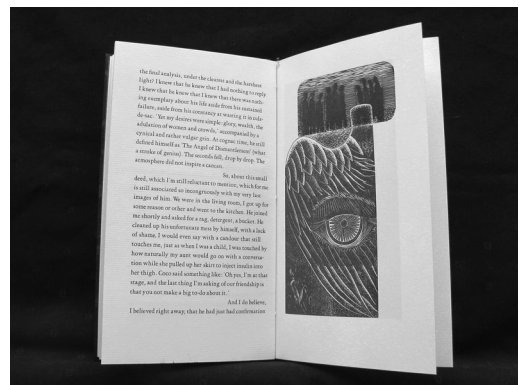 the final analysis, under the clearest and the harshest
light? I knew that he knew that I had nothing to reply
I knew that he knew that I knew that there was noth-
ing exemplary about his life aside from his sustained
failure, aside from his constancy at wasting it in culs-
de-sac. 'Yet my desires were simple: glory, wealth, the
adulation of women and crowds,' accompanied by a
cynical and rather vulgar grin. At cognac time, he still
defined himself as 'The Angel of Dismemberment' (what
a stroke of genius). The seconds fell, drop by drop. The
atmosphere did not inspire a cancan.
So, about this small
deed, which I'm still reluctant to mention, which for me
is still associated so incongruously with my very last
images of him. We were in the living room, I got up for
some reason or other and went to the kitchen. He joined
me shortly and asked for a rag, detergent, a bucket. He
cleaned up his unfortunate mess by himself, with a lack
of shame, I would even say with a candour that still
touches me, just as when I was a child, I was touched by
how naturally my aunt would go on with a conversa-
tion while she pulled up her skirt to inject insulin into
her thigh. Coco said something like: 'Oh yes, I'm at that
stage, and the last thing I'm asking of our friendship is
that you not make a big to-do about it.'
And I do believe,
I believed right away, that he had just had confirmation